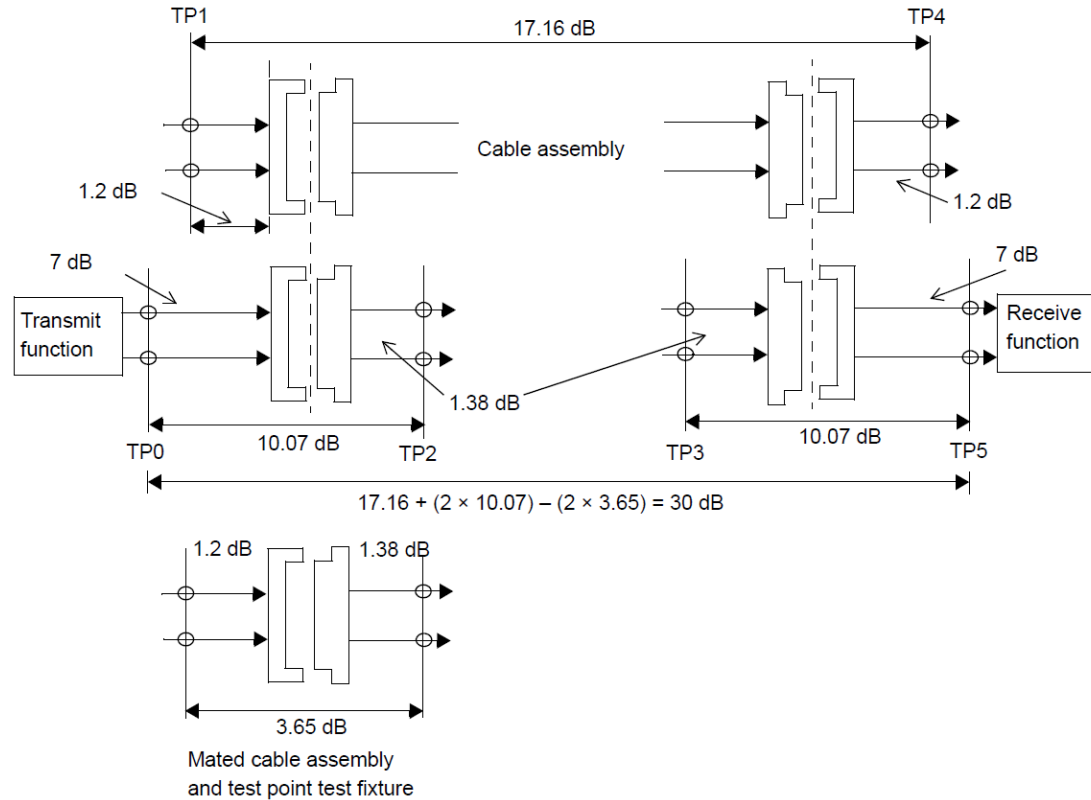 TP1
TP4
17.16 dB
Cable assembly
1.2 dB
1.2 dB
7 dB
7 dB
Transmit
function
Receive
function
1.38 dB
10.07 dB
10.07 dB
TP0
TP2
TP3
TP5
17.16 + (2 × 10.07) – (2 × 3.65) = 30 dB
1.2 dB
1.38 dB
3.65 dB
Mated cable assembly
and test point test fixture